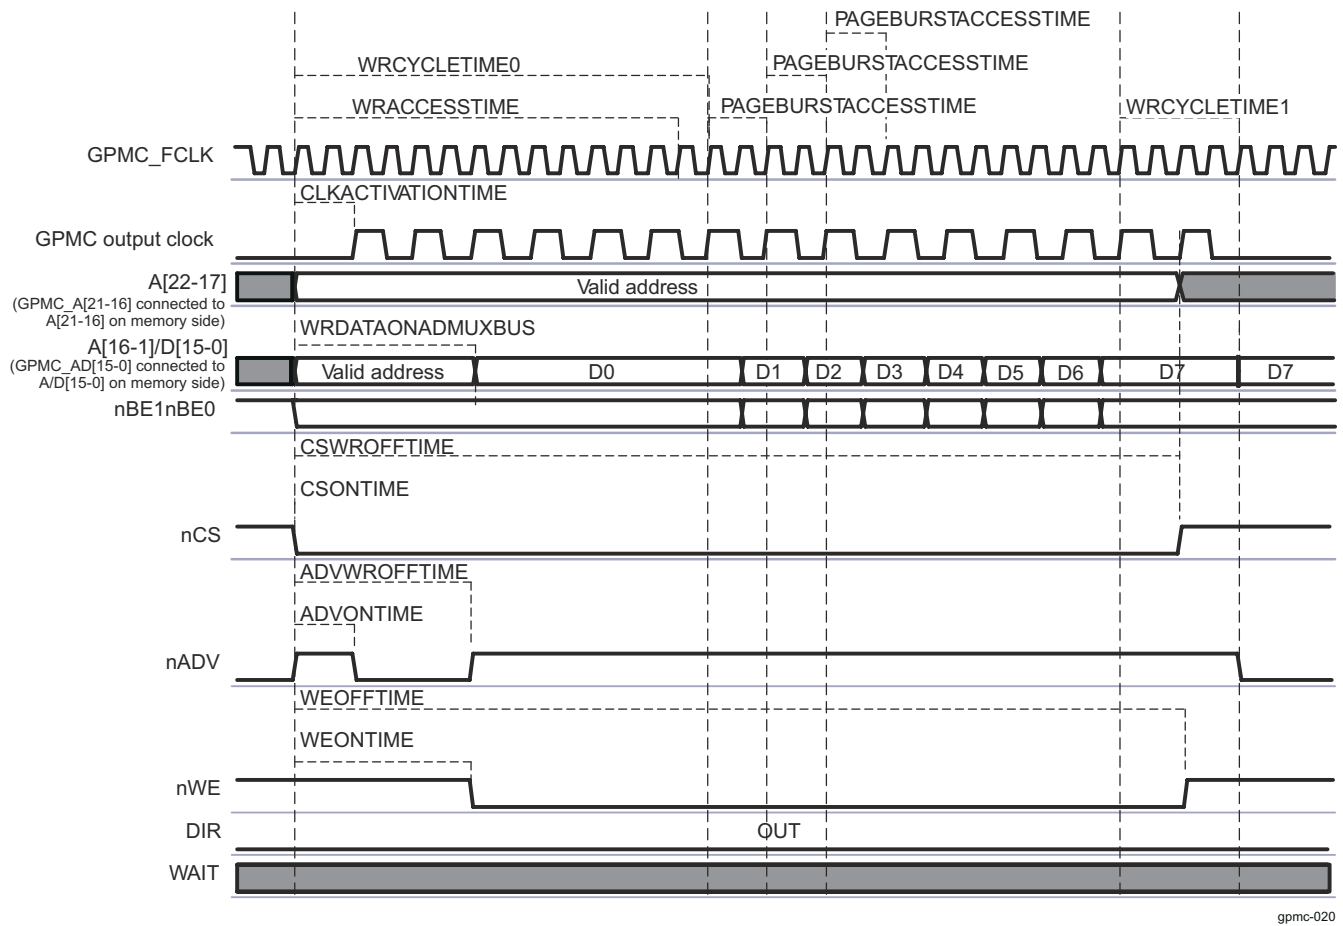 PAGEBURSTACCESSTIME
WRCYCLETIME0
PAGEBURSTACCESSTIME
WRACCESSTIME
PAGEBURSTACCESSTIME
WRCYCLETIME1
GPMC_FCLK
CLKACTIVATIONTIME
GPMC output clock
A[22-17]
Valid address
(GPMC_A[21-16] connected to
A[21-16] on memory side)
WRDATAONADMUXBUS
A[16-1]/D[15-0]
(GPMC_AD[15-0] connected to
A/D[15-0] on memory side)
Valid address D0 D1 D2 D3 D4 D5 D6 D7 D7
nBE1nBE0
CSWROFFTIME
CSONTIME
nCS
ADVWROFFTIME
ADVONTIME
nADV
WEOFFTIME
WEONTIME
nWE
DIR
OUT
WAIT
gpmc-020